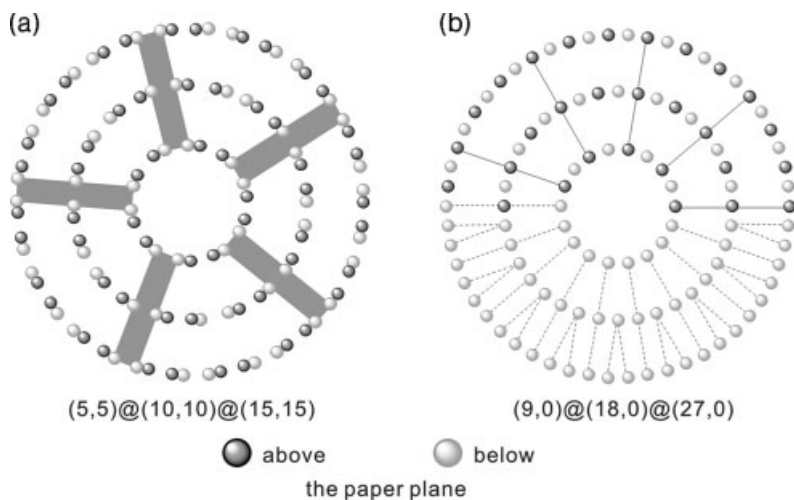 (a)
(b)
(5,5)@(10,10)@(15,15)
(9,0)@(18,0)@(27,0)
above
below
the paper plane